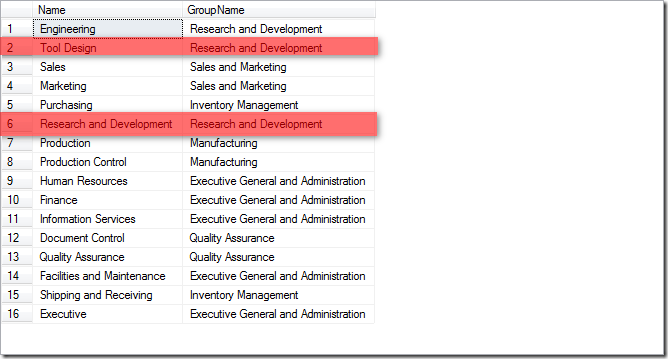 Name GroupName
1 Engineering Research and Development
2 Tool Design Research and Development
3 Sales Sales and Marketing
4 Marketing Sales and Marketing
5 Purchasing Inventory Management
6 Research and Development Research and Development
7 Production Manufacturing
8 Production Control Manufacturing
9 Human Resources Executive General and Administration
10 Finance Executive General and Administration
11 Information Services Executive General and Administration
12 Document Control Quality Assurance
13 Quality Assurance Quality Assurance
14 Facilities and Maintenance Executive General and Administration
15 Shipping and Receiving Inventory Management
16 Executive Executive General and Administration